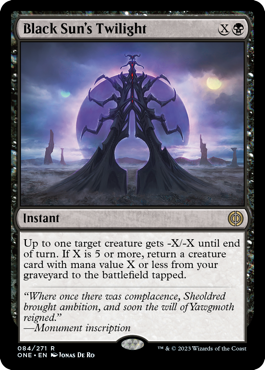 Black Sun's Twilight X
Instant
Up to one target creature gets -X/-X until end
of turn. If X is 5 or more, return a creature
card with mana value X or less from your
graveyard to the battlefield tapped.
“Where once there was complacence, Sheoldred
brought ambition, and soon the will of Yawgmoth
reigned.”
—Monument inscription
084/271 R
ONE • EN Jonas De Ro
™ & © 2023 Wizards of the Coast